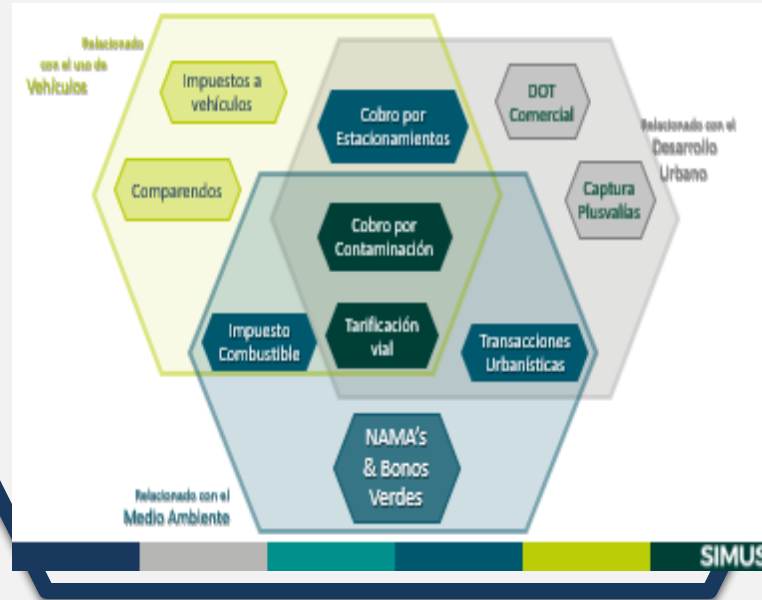 Relacionado
con el uso de
Vehículos
Impuestos a
vehículos
Comparendos
Cobro por
Estacionamientos
DOT
Comercial
Relacionado con el
Desarrollo
Urbano
Captura
Plusvalías
Cobro por
Contaminación
Impuesto
Combustible
Tarificación
vial
Transacciones
Urbanísticas
NAMA's
& Bonos
Verdes
Relacionado con el
Medio Ambiente
SIMUS